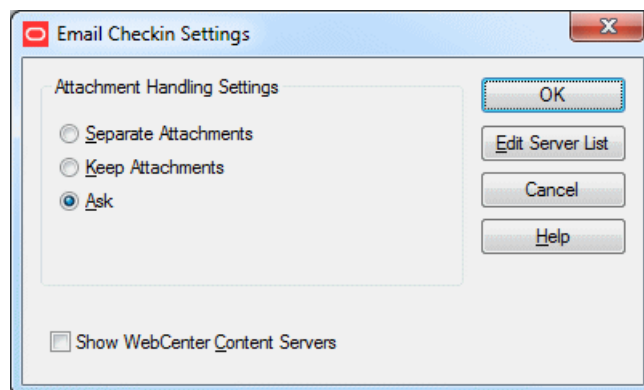 Email Checkin Settings
Attachment Handling Settings
Separate Attachments
Keep Attachments
Ask
OK
Edit Server List
Cancel
Help
Show WebCenter Content Servers